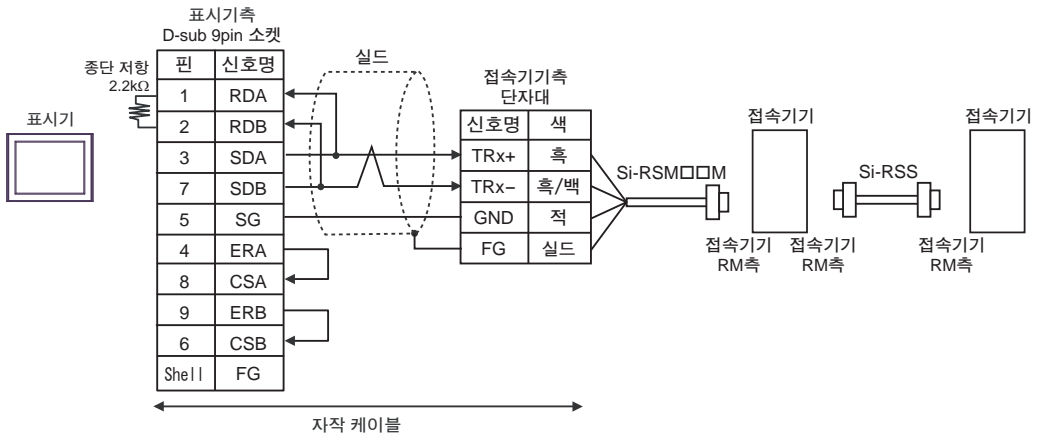 표시기측
D-sub 9pin 소켓
종단 저항
2.2kΩ
표시기
핀 신호명
1 RDA
2 RDB
3 SDA
7 SDB
5 SG
4 ERA
8 CSA
9 ERB
6 CSB
Shell FG
실드
접속기기측
단자대
신호명 색
TRx+ 흑
TRx− 흑/백
GND 적
FG 실드
Si-RSM□□M
접속기기
Si-RSS
접속기기
접속기기
RM측
접속기기
RM측
접속기기
RM측
자작 케이블